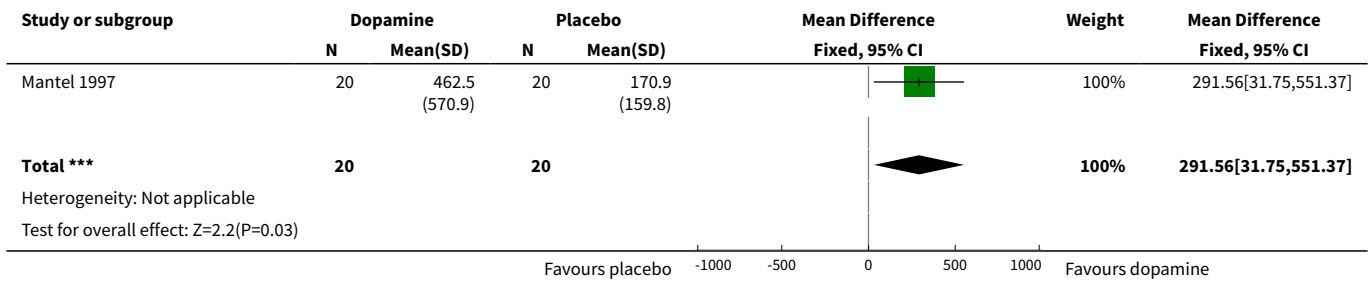 Study or subgroup Dopamine Placebo Mean Difference Weight Mean Difference
N Mean(SD) N Mean(SD) Fixed, 95% CI Fixed, 95% CI
Mantel 1997 20 462.5 20 170.9 100% 291.56[31.75,551.37]
(570.9) (159.8)
Total *** 20 20 100% 291.56[31.75,551.37]
Heterogeneity: Not applicable
Test for overall effect: Z=2.2(P=0.03)
Favours placebo -1000 -500 0 500 1000 Favours dopamine